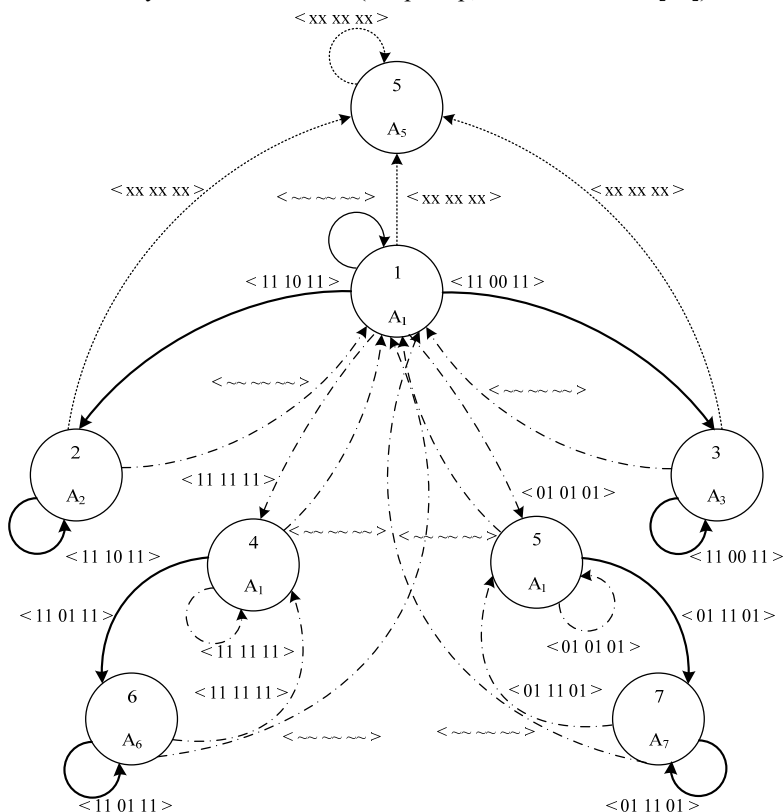 < xx xx xx >
5
A5
< xx xx xx >
< ~~ ~~ ~~ >
< xx xx xx >
< xx xx xx >
< 11 10 11 >
1
< 11 00 11 >
A1
< ~~ ~~ ~~ >
< ~~ ~~ ~~ >
2
3
A2
A3
< 11 11 11 >
< 01 01 01 >
< 11 10 11 >
4
< ~~ ~~ ~~ >
< ~~ ~~ ~~ >
5
< 11 00 11 >
A1
A1
< 11 01 11 >
< 11 11 11 >
< 01 01 01 >
< 01 11 01 >
< 11 11 11 >
< 01 11 01 >
6
7
A6
< ~~ ~~ ~~ >
< ~~ ~~ ~~ >
A7
< 11 01 11 >
< 01 11 01 >